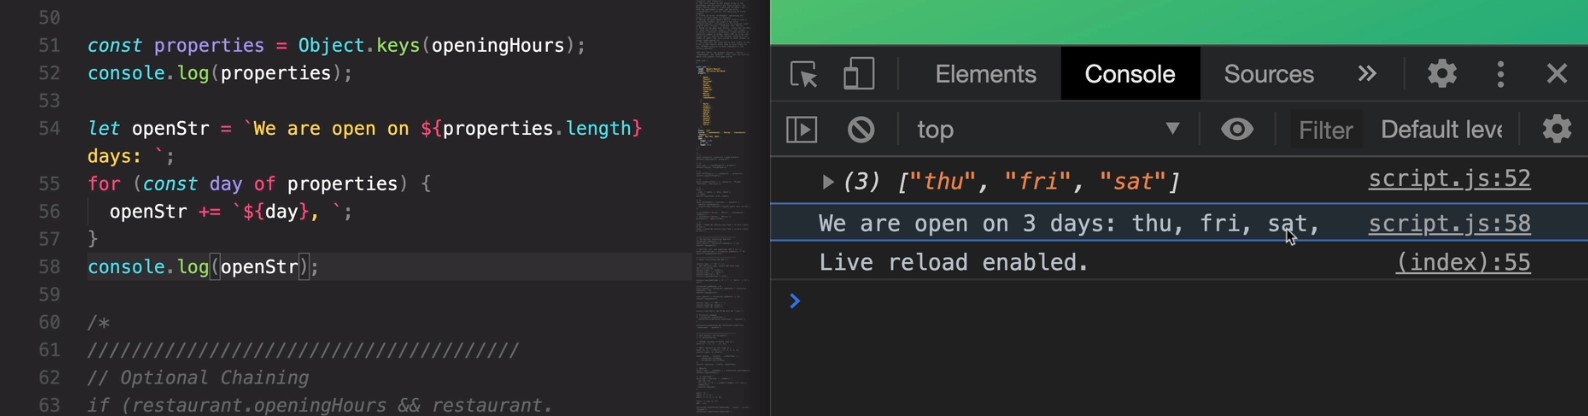 50
51 const properties = Object.keys(openingHours);
52 console.log(properties);
53
54 let openStr = `We are open on ${properties.length}
days: `;
55 for (const day of properties) {
56 openStr += `${day}, `;
57 }
58 console.log(openStr);
59
60 /*
61 ///////////////////////////////////////
62 // Optional Chaining
63 if (restaurant.openingHours && restaurant.
Elements Console Sources »
top Filter Default leve
(3) ["thu", "fri", "sat"] script.js:52
We are open on 3 days: thu, fri, sat, script.js:58
Live reload enabled. (index):55